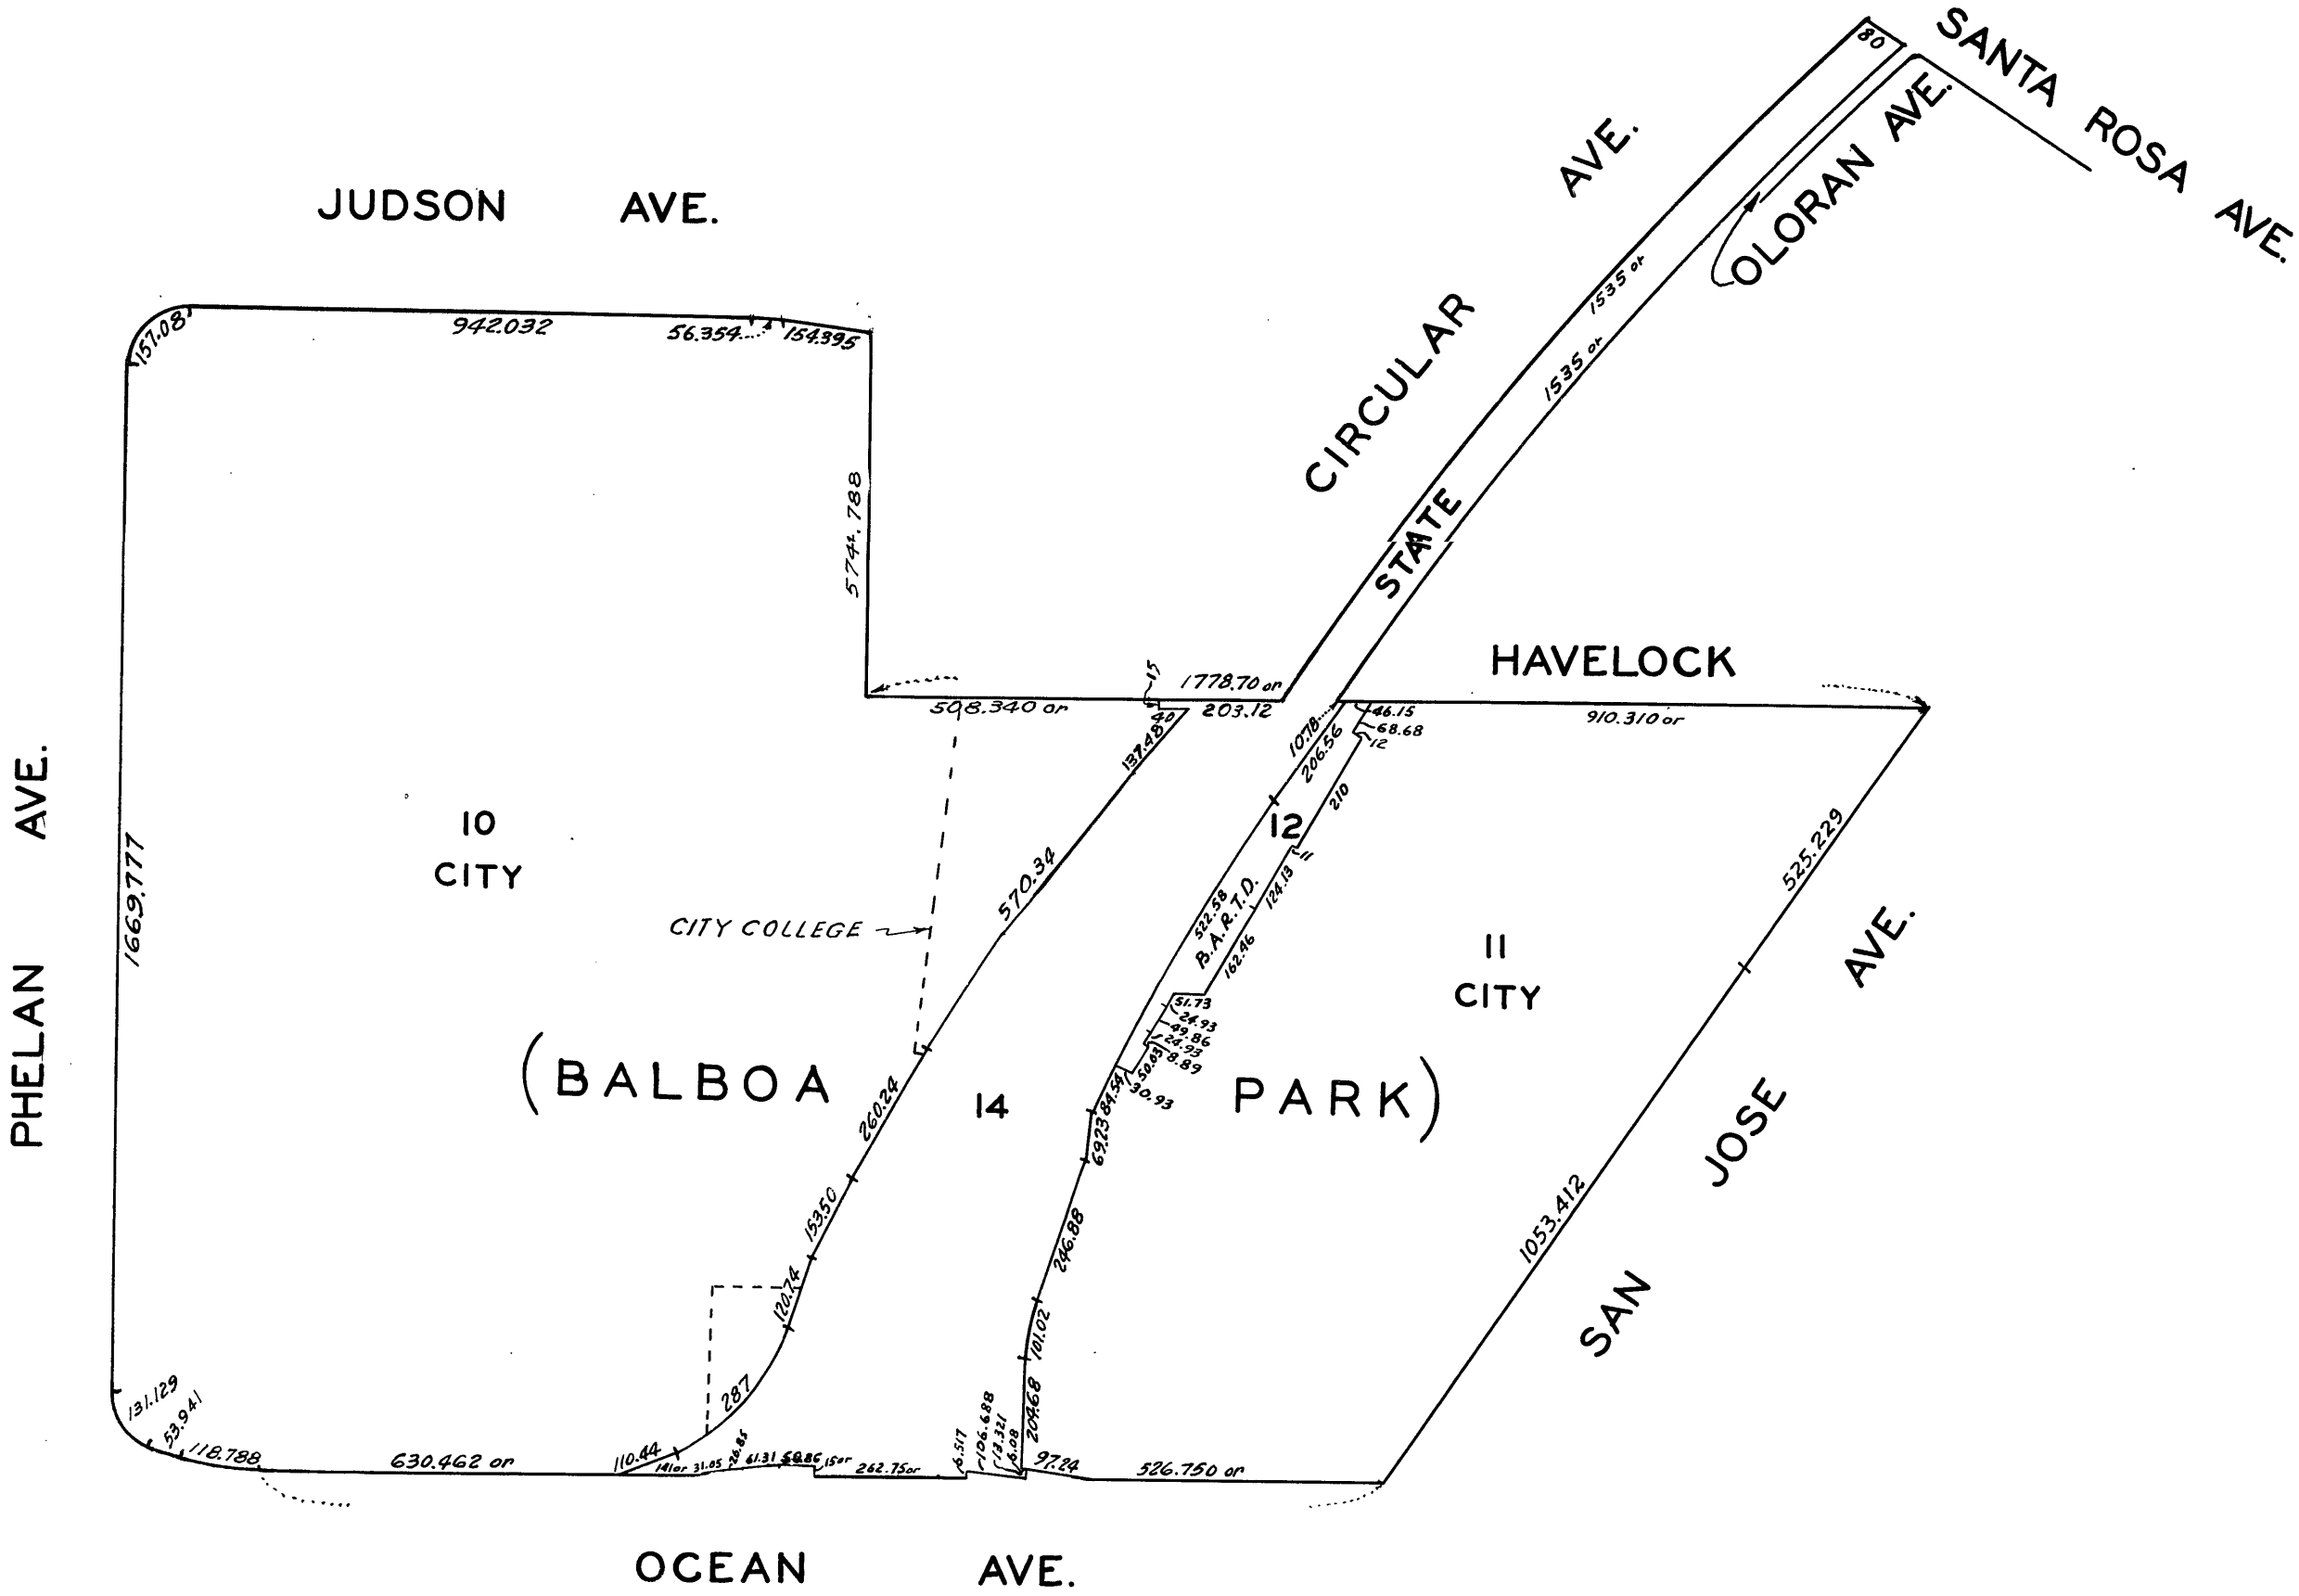 SANTA ROSA AVE.
80
OLORAN AVE.
CIRCULAR AVE.
1535 or
1535 or
STATE
JUDSON AVE.
157.08
942.032
56.354
154.395
574.788
HAVELOCK
15
1778.70 or
508.340 or
40
203.12
910.310 or
46.15
68.68
12
10.78
206.56
137.48
210
12
11
124.13
522.58
B.A.R.T.D.
162.46
525.229
PHELAN AVE.
1669.777
10
CITY
CITY COLLEGE
570.34
11
CITY
51.73
24.93
49.86
24.93
8.89
50.03
30.93
84.54
69.23
(BALBOA PARK)
14
260.24
153.50
246.88
120.74
101.02
287
204.68
SAN JOSE AVE.
1053.412
131.129
53.941
118.788
630.462 or
110.44
141 or
31.05
26.85
61.31
15 or
262.75 or
6.517
106.688
13.321
6.08
97.24
526.750 or
OCEAN AVE.